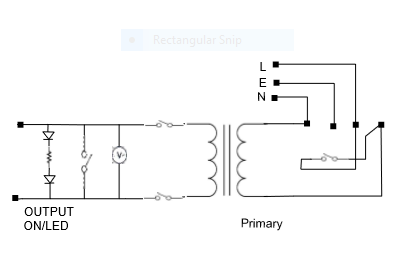 Rectangular Snip
L
E
N
V
OUTPUT
ON/LED
Primary